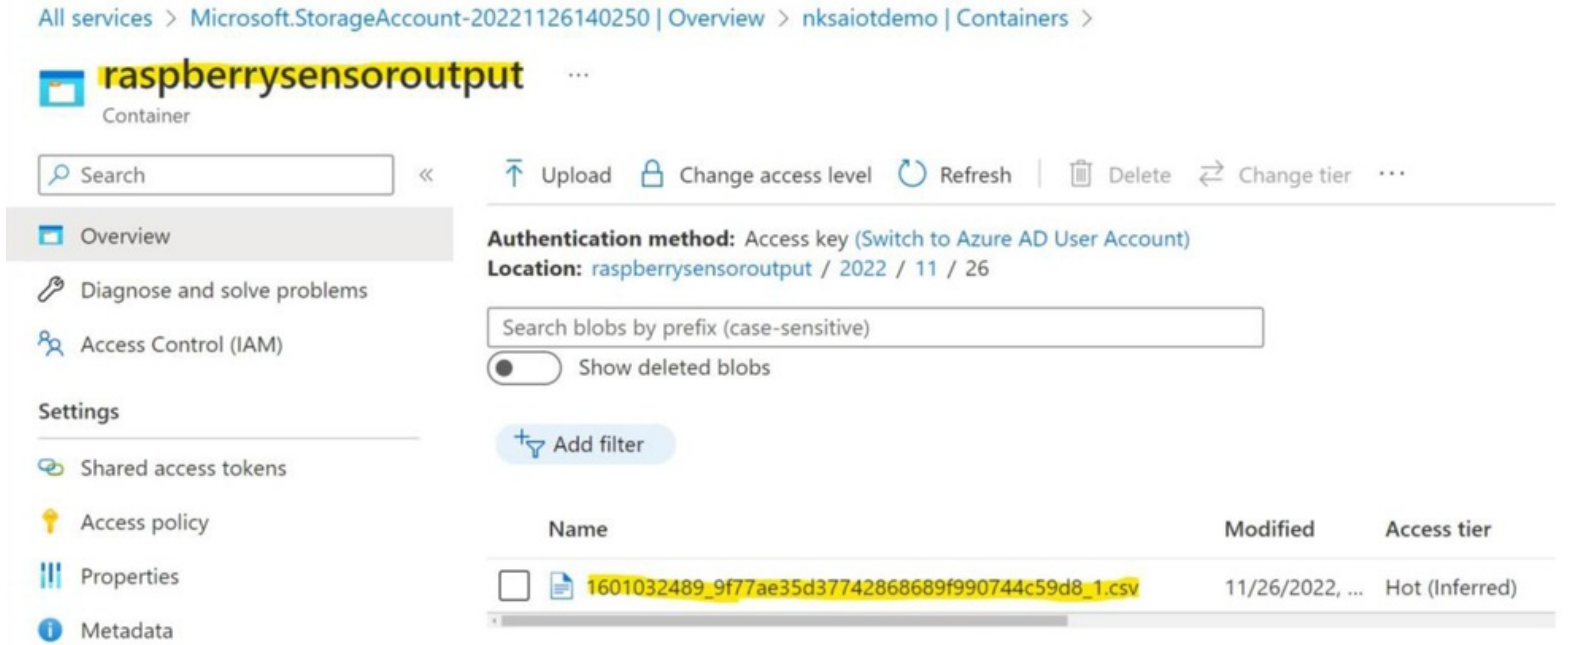 All services > Microsoft.StorageAccount-20221126140250 | Overview > nksaiotdemo | Containers >
raspberrysensoroutput ...
Container
Search «
Overview
Diagnose and solve problems
Access Control (IAM)
Settings
Shared access tokens
Access policy
Properties
Metadata
Upload Change access level Refresh | Delete Change tier ...
Authentication method: Access key (Switch to Azure AD User Account)
Location: raspberrysensoroutput / 2022 / 11 / 26
Search blobs by prefix (case-sensitive)
Show deleted blobs
Add filter
Name Modified Access tier
1601032489_9f77ae35d37742868689f990744c59d8_1.csv 11/26/2022, ... Hot (Inferred)